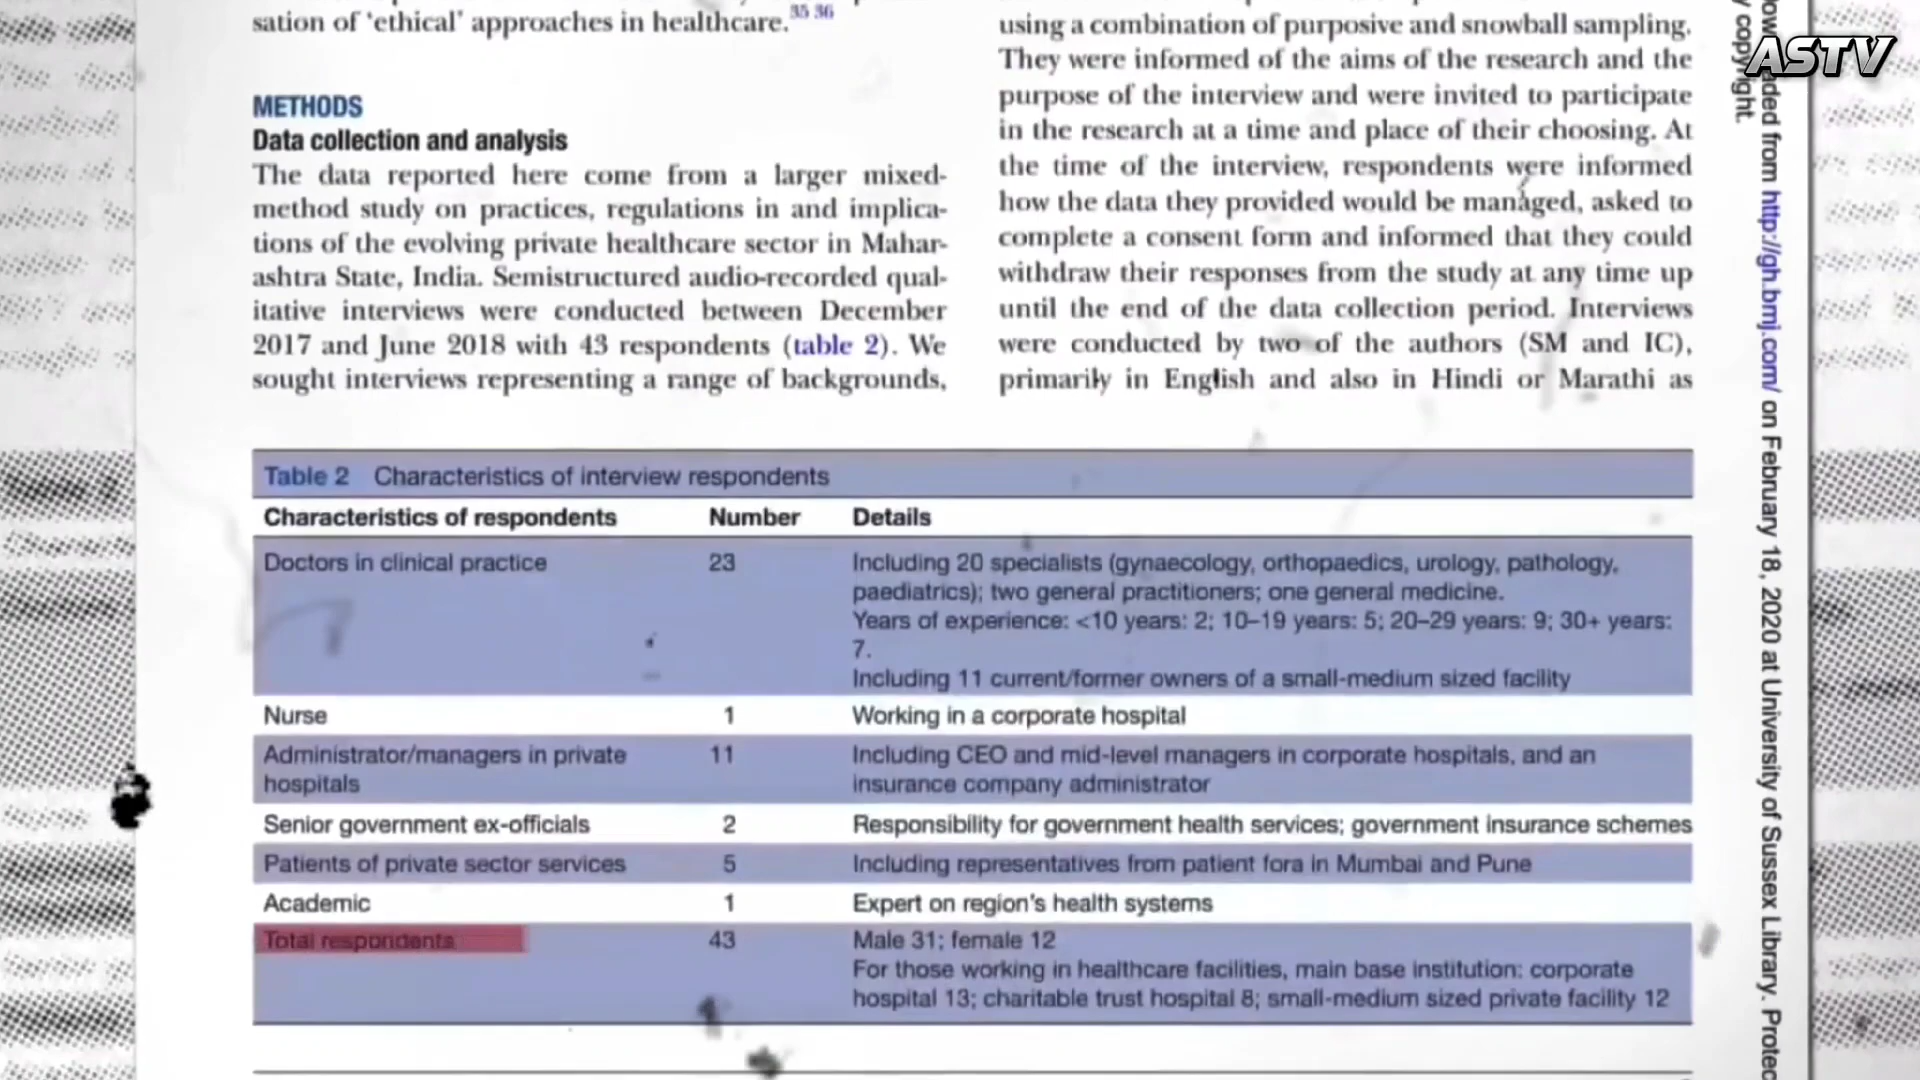 sation of ‘ethical’ approaches in healthcare.35 36
METHODS
Data collection and analysis
The data reported here come from a larger mixed-
method study on practices, regulations in and implica-
tions of the evolving private healthcare sector in Mahar-
ashtra State, India. Semistructured audio-recorded qual-
itative interviews were conducted between December
2017 and June 2018 with 43 respondents (table 2). We
sought interviews representing a range of backgrounds,
using a combination of purposive and snowball sampling.
They were informed of the aims of the research and the
purpose of the interview and were invited to participate
in the research at a time and place of their choosing. At
the time of the interview, respondents were informed
how the data they provided would be managed, asked to
complete a consent form and informed that they could
withdraw their responses from the study at any time up
until the end of the data collection period. Interviews
were conducted by two of the authors (SM and IC),
primarily in English and also in Hindi or Marathi as
Table 2 Characteristics of interview respondents
Characteristics of respondents Number Details
Doctors in clinical practice 23 Including 20 specialists (gynaecology, orthopaedics, urology, pathology,
paediatrics); two general practitioners; one general medicine.
Years of experience: <10 years: 2; 10–19 years: 5; 20–29 years: 9; 30+ years:
7.
Including 11 current/former owners of a small-medium sized facility
Nurse 1 Working in a corporate hospital
Administrator/managers in private 11 Including CEO and mid-level managers in corporate hospitals, and an
hospitals insurance company administrator
Senior government ex-officials 2 Responsibility for government health services; government insurance schemes
Patients of private sector services 5 Including representatives from patient fora in Mumbai and Pune
Academic 1 Expert on region's health systems
Total respondents 43 Male 31; female 12
For those working in healthcare facilities, main base institution: corporate
hospital 13; charitable trust hospital 8; small-medium sized private facility 12
from http://gh.bmj.com/ on February 18, 2020 at University of Sussex Library.
copyright.
ASTV